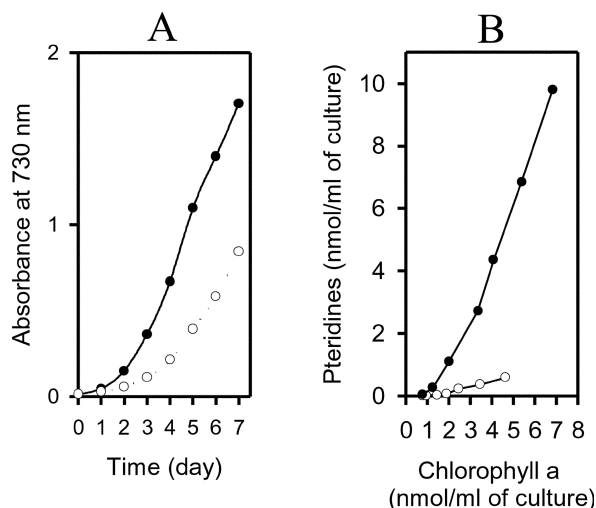 A
B
Absorbance at 730 nm
2
1
0
0 1 2 3 4 5 6 7
Time (day)
Pteridines (nmol/ml of culture)
10
8
6
4
2
0
0 1 2 3 4 5 6 7 8
Chlorophyll a
(nmol/ml of culture)